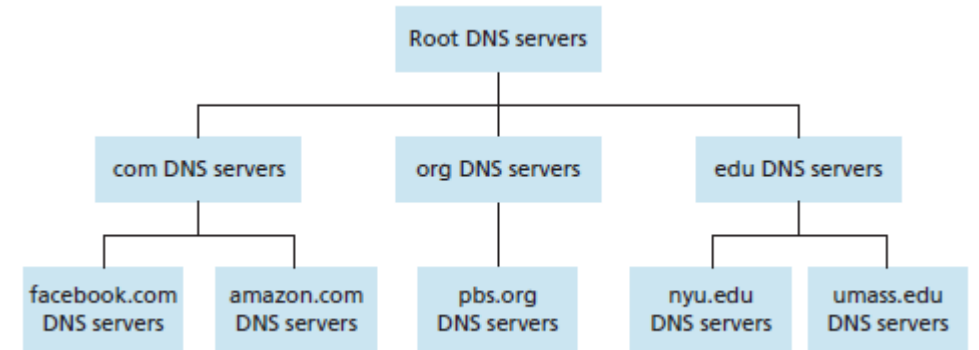 Root DNS servers
com DNS servers
org DNS servers
edu DNS servers
facebook.com
DNS servers
amazon.com
DNS servers
pbs.org
DNS servers
nyu.edu
DNS servers
umass.edu
DNS servers